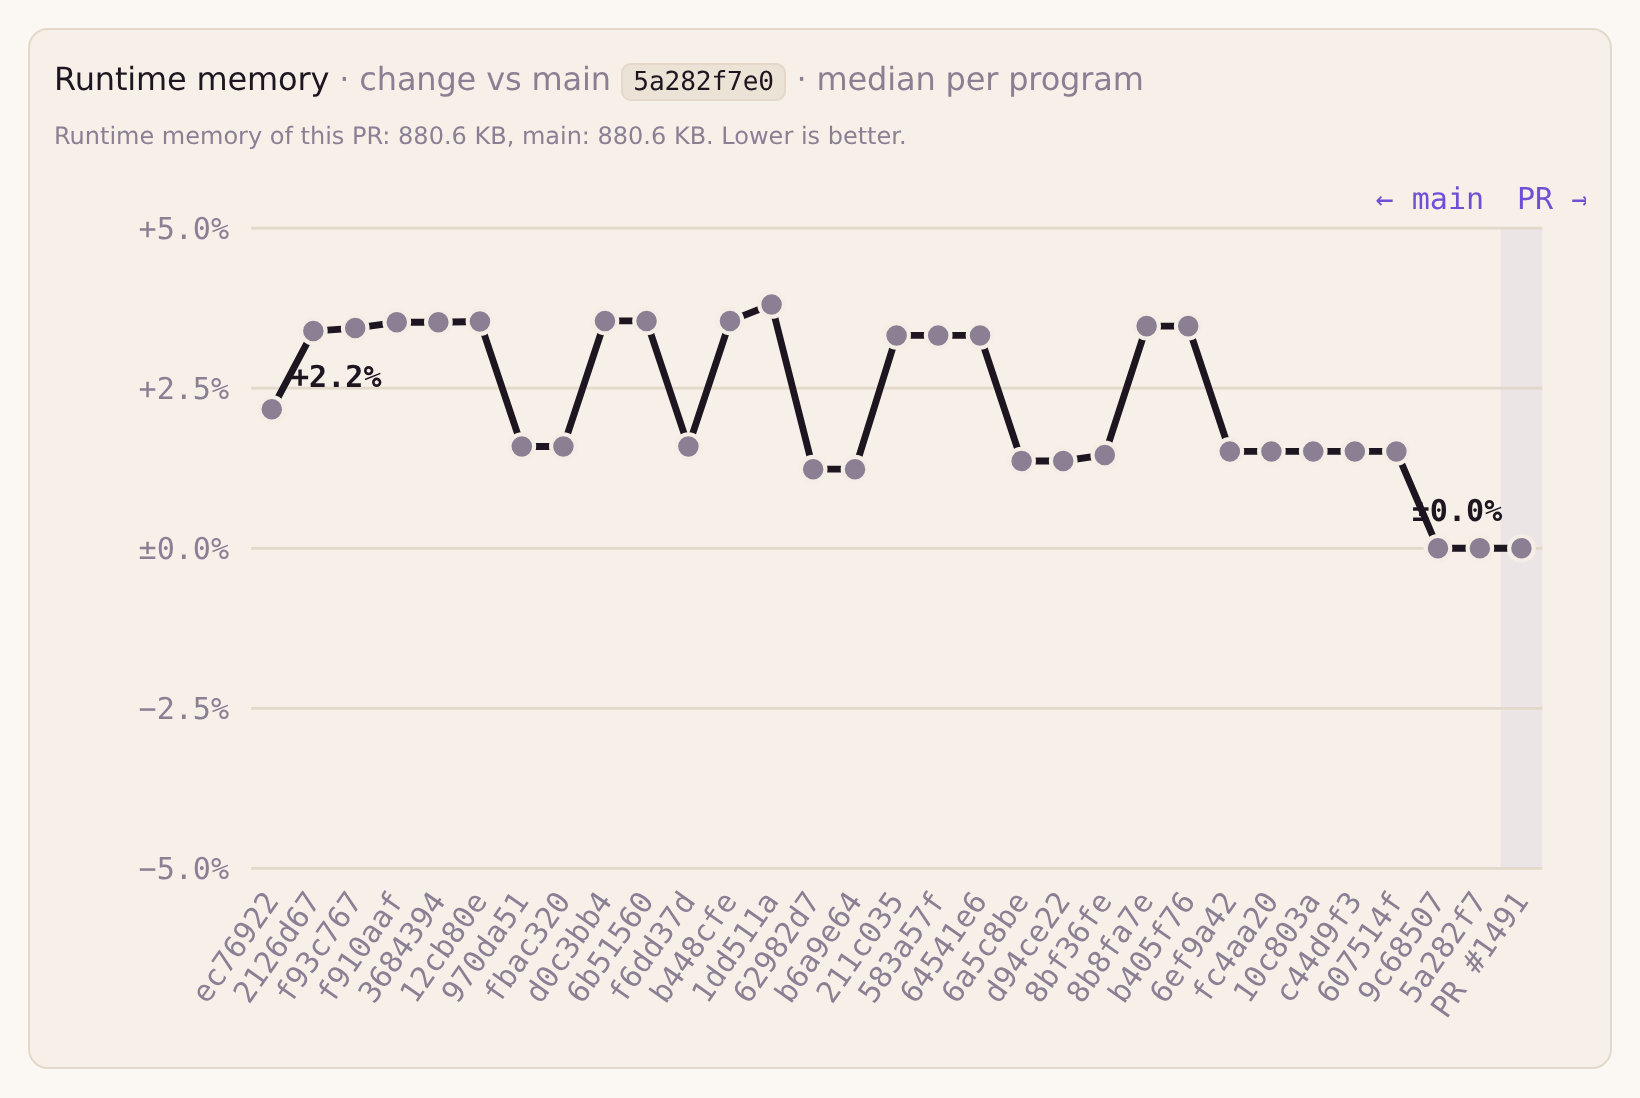 Runtime memory · change vs main 5a282f7e0 · median per program
Runtime memory of this PR: 880.6 KB, main: 880.6 KB. Lower is better.
← main PR →
+5.0%
+2.5%
±0.0%
−2.5%
−5.0%
+2.2%
±0.0%
ec76922
2126d67
f93c767
f910aaf
3684394
12cb80e
970da51
fbac320
d0c3bb4
6b51560
f6dd37d
b448cfe
1dd511a
62982d7
b6a9e64
211c035
583a57f
64541e6
6a5c8be
d94ce22
8bf36fe
8b8fa7e
b405f76
6ef9a42
fc4aa20
10c803a
c44d9f3
607514f
9c68507
5a282f7
PR #1491